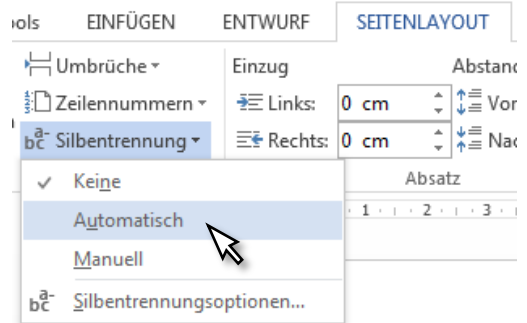 ools EINFÜGEN ENTWURF SEITENLAYOUT
Umbrüche Einzug Abstand
Zeilennummern Links: 0 cm Vor
Silbentrennung Rechts: 0 cm Nac
Keine Absatz
Automatisch 1 2 3
Manuell
Silbentrennungsoptionen...